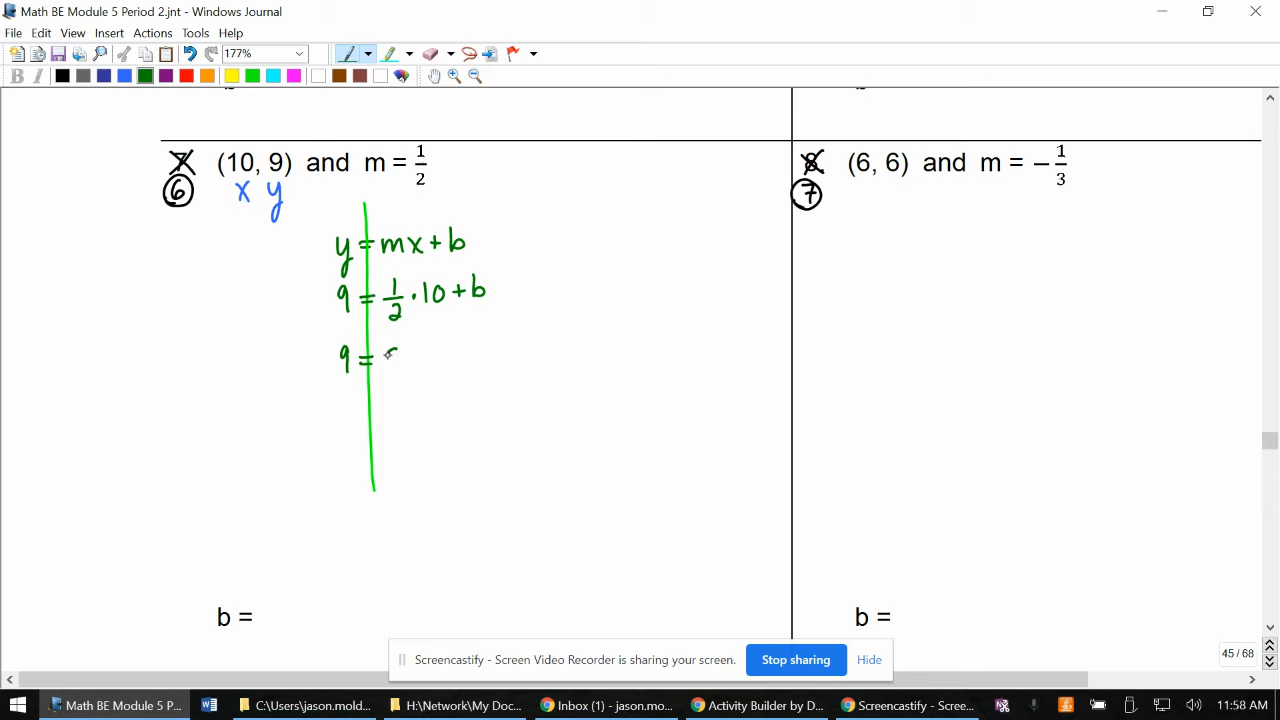 Math BE Module 5 Period 2.jnt - Windows Journal
File Edit View Insert Actions Tools Help
177%
B I
7 (10, 9) and m = 1/2
6 x y
y = mx + b
9 = 1/2 · 10 + b
9 =
b =
8 (6, 6) and m = − 1/3
7
b =
45 / 68
Screencastify - Screen Video Recorder is sharing your screen. Stop sharing Hide
Math BE Module 5 P... C:\Users\jason.mold... H:\Network\My Doc... Inbox (1) - jason.mo... Activity Builder by D... Screencastify - Scree... 11:58 AM